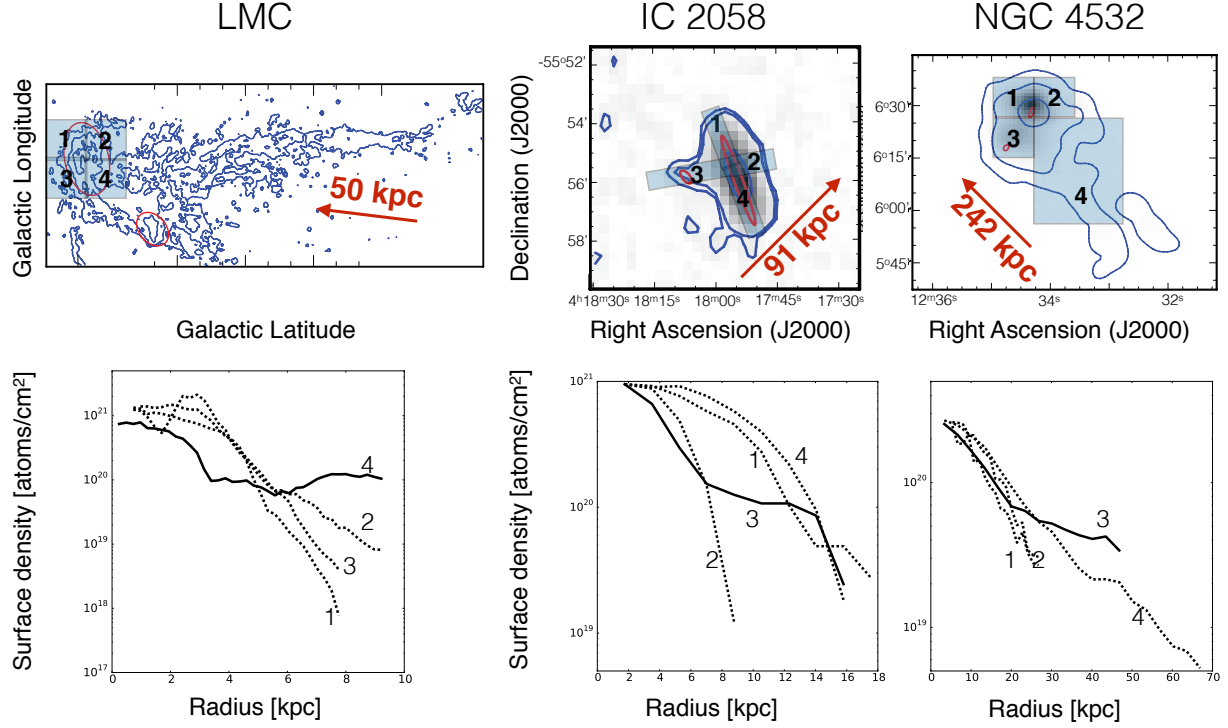 LMC
IC 2058
NGC 4532
Galactic Longitude
1
2
3
4
50 kpc
Galactic Latitude
Declination (J2000)
-55°52′
54′
56′
58′
1
2
3
4
91 kpc
4ʰ18ᵐ30ˢ
18ᵐ15ˢ
18ᵐ00ˢ
17ᵐ45ˢ
17ᵐ30ˢ
Right Ascension (J2000)
6°30′
6°15′
6°00′
5°45′
1
2
3
4
242 kpc
12ʰ36ˢ
34ˢ
32ˢ
Right Ascension (J2000)
Surface density [atoms/cm²]
10²¹
10²⁰
10¹⁹
10¹⁸
10¹⁷
4
2
3
1
0
2
4
6
8
10
Radius [kpc]
Surface density [atoms/cm²]
10²¹
10²⁰
10¹⁹
4
1
3
2
0
2
4
6
8
10
12
14
16
18
Radius [kpc]
10²⁰
10¹⁹
3
1
2
4
0
10
20
30
40
50
60
70
Radius [kpc]